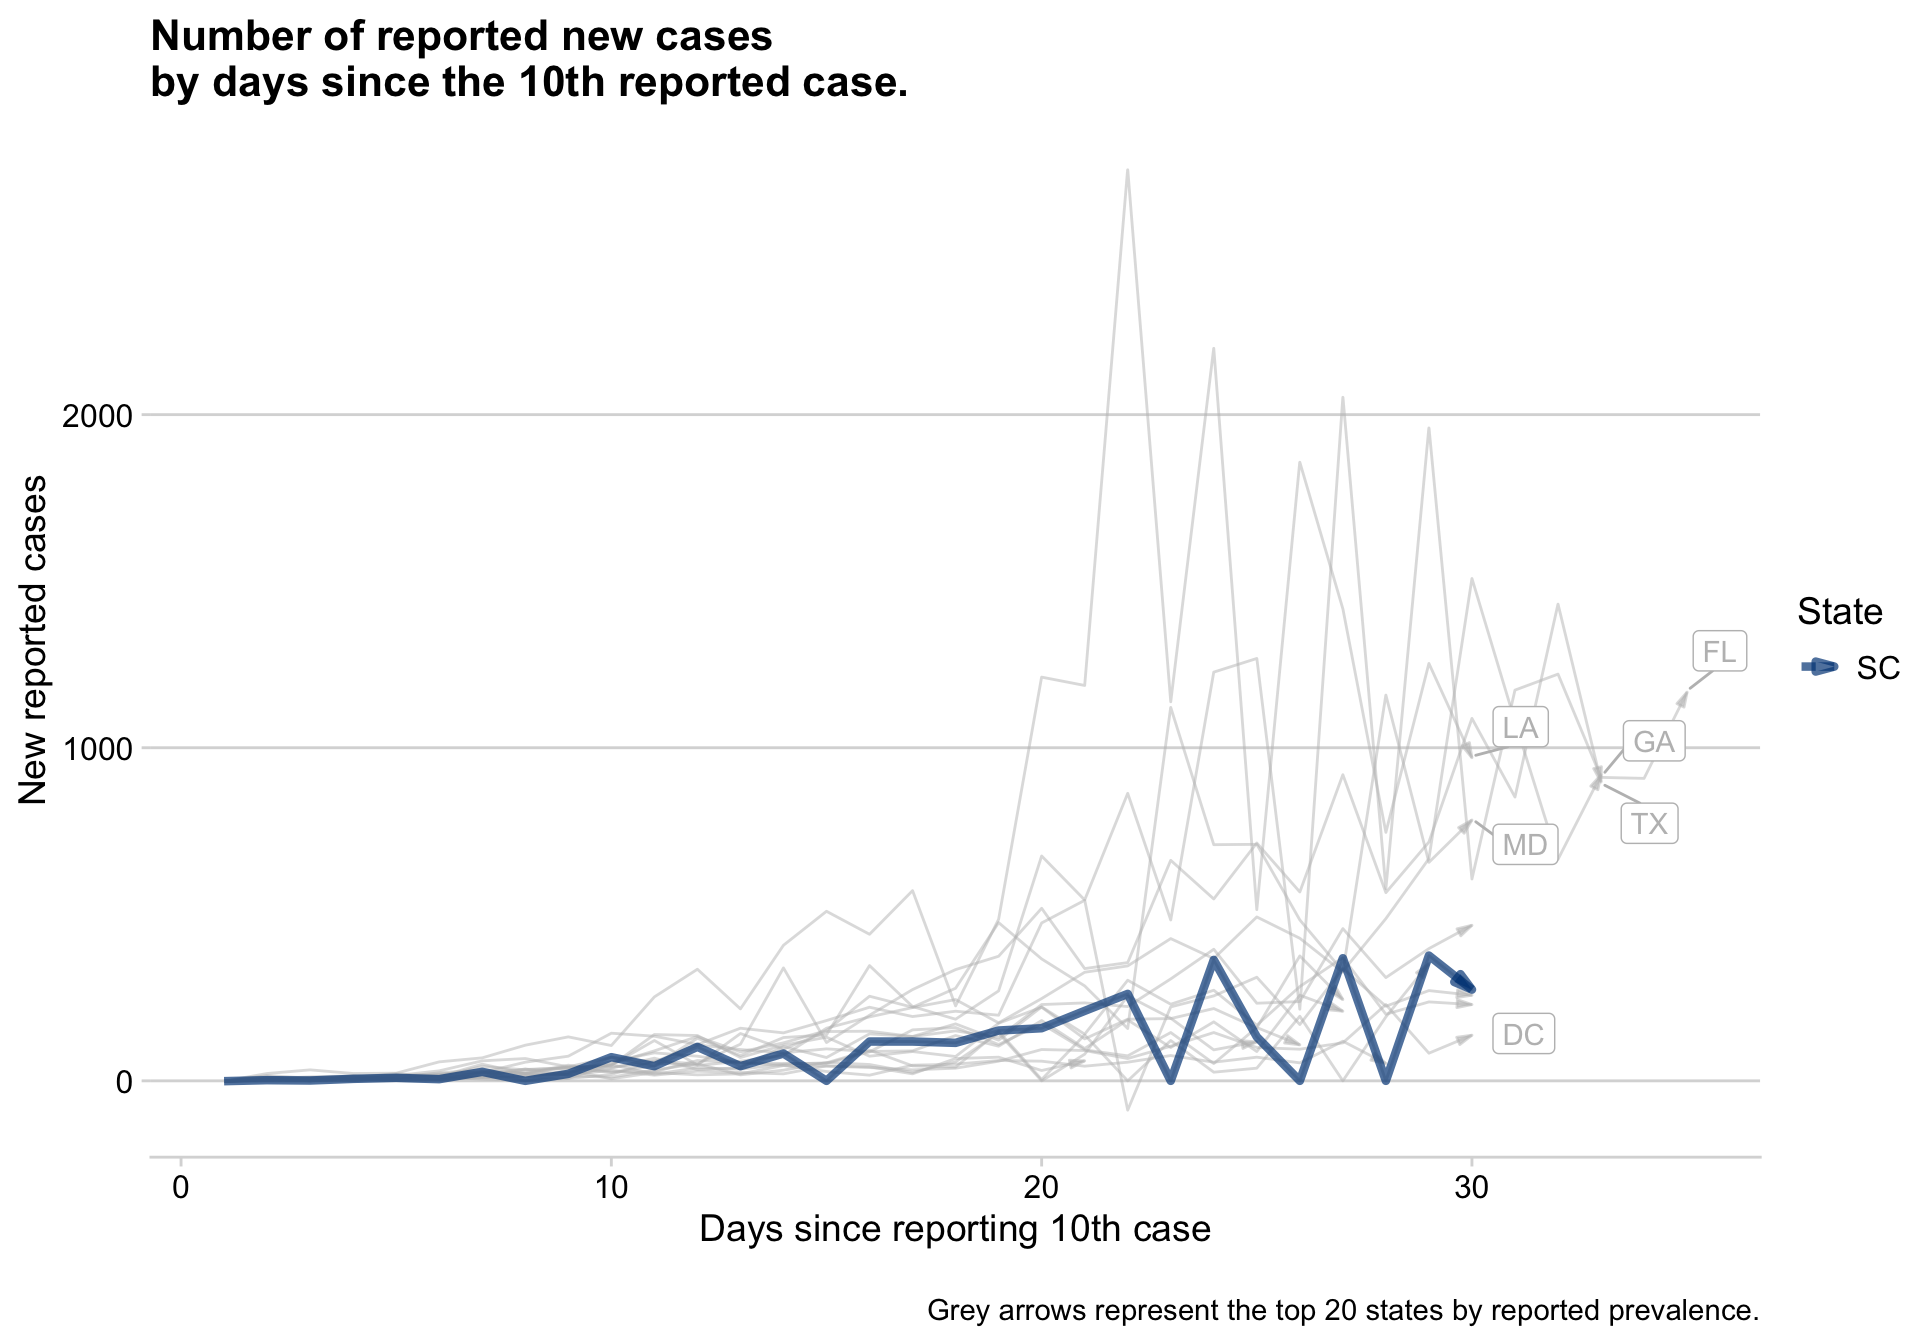 Number of reported new cases
by days since the 10th reported case.
New reported cases
2000
1000
0
0
10
20
30
Days since reporting 10th case
FL
LA
GA
TX
MD
DC
State
SC
Grey arrows represent the top 20 states by reported prevalence.